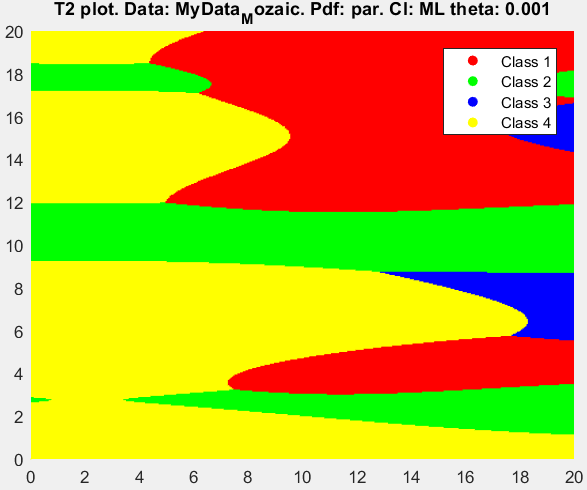 T2 plot. Data: MyData_Mozaic. Pdf: par. Cl: ML theta: 0.001
20
18
16
14
12
10
8
6
4
2
0
Class 1
Class 2
Class 3
Class 4
0 2 4 6 8 10 12 14 16 18 20